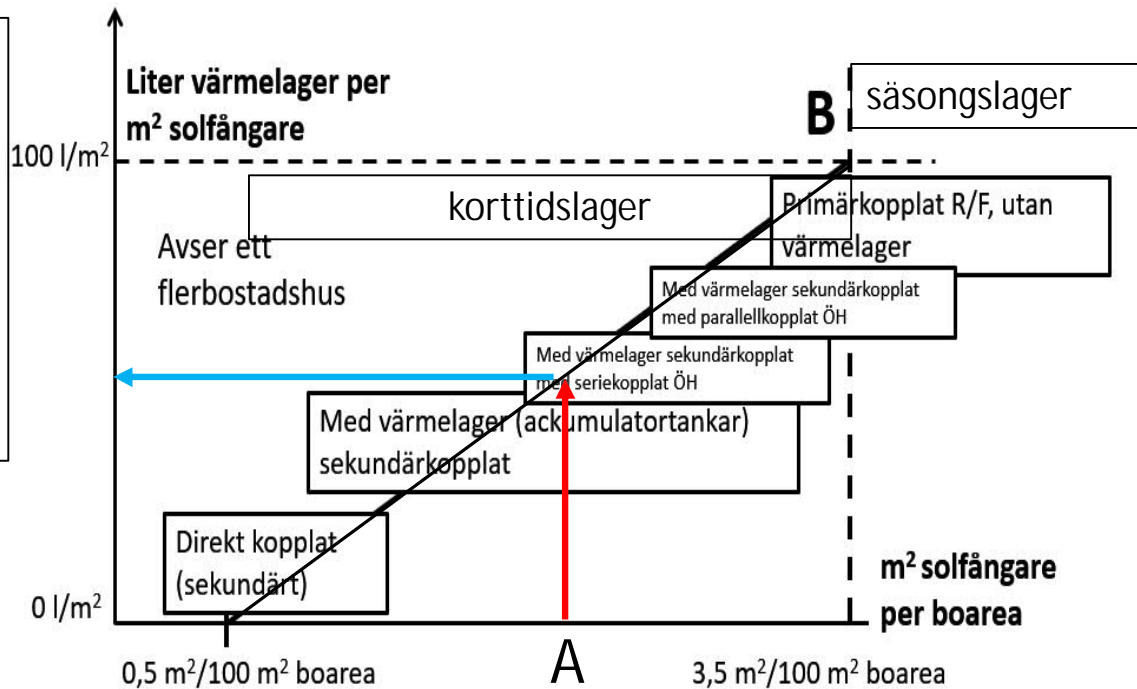 Liter värmelager per
m² solfångare
B
säsongslager
100 l/m²
korttidslager
Primärkopplat R/F, utan
värmelager
Avser ett
flerbostadshus
Med värmelager sekundärkopplat
med parallellkopplat ÖH
Med värmelager sekundärkopplat
med seriekopplat ÖH
Med värmelager (ackumulatortankar)
sekundärkopplat
Direkt kopplat
(sekundärt)
m² solfångare
per boarea
0 l/m²
0,5 m²/100 m² boarea
A
3,5 m²/100 m² boarea